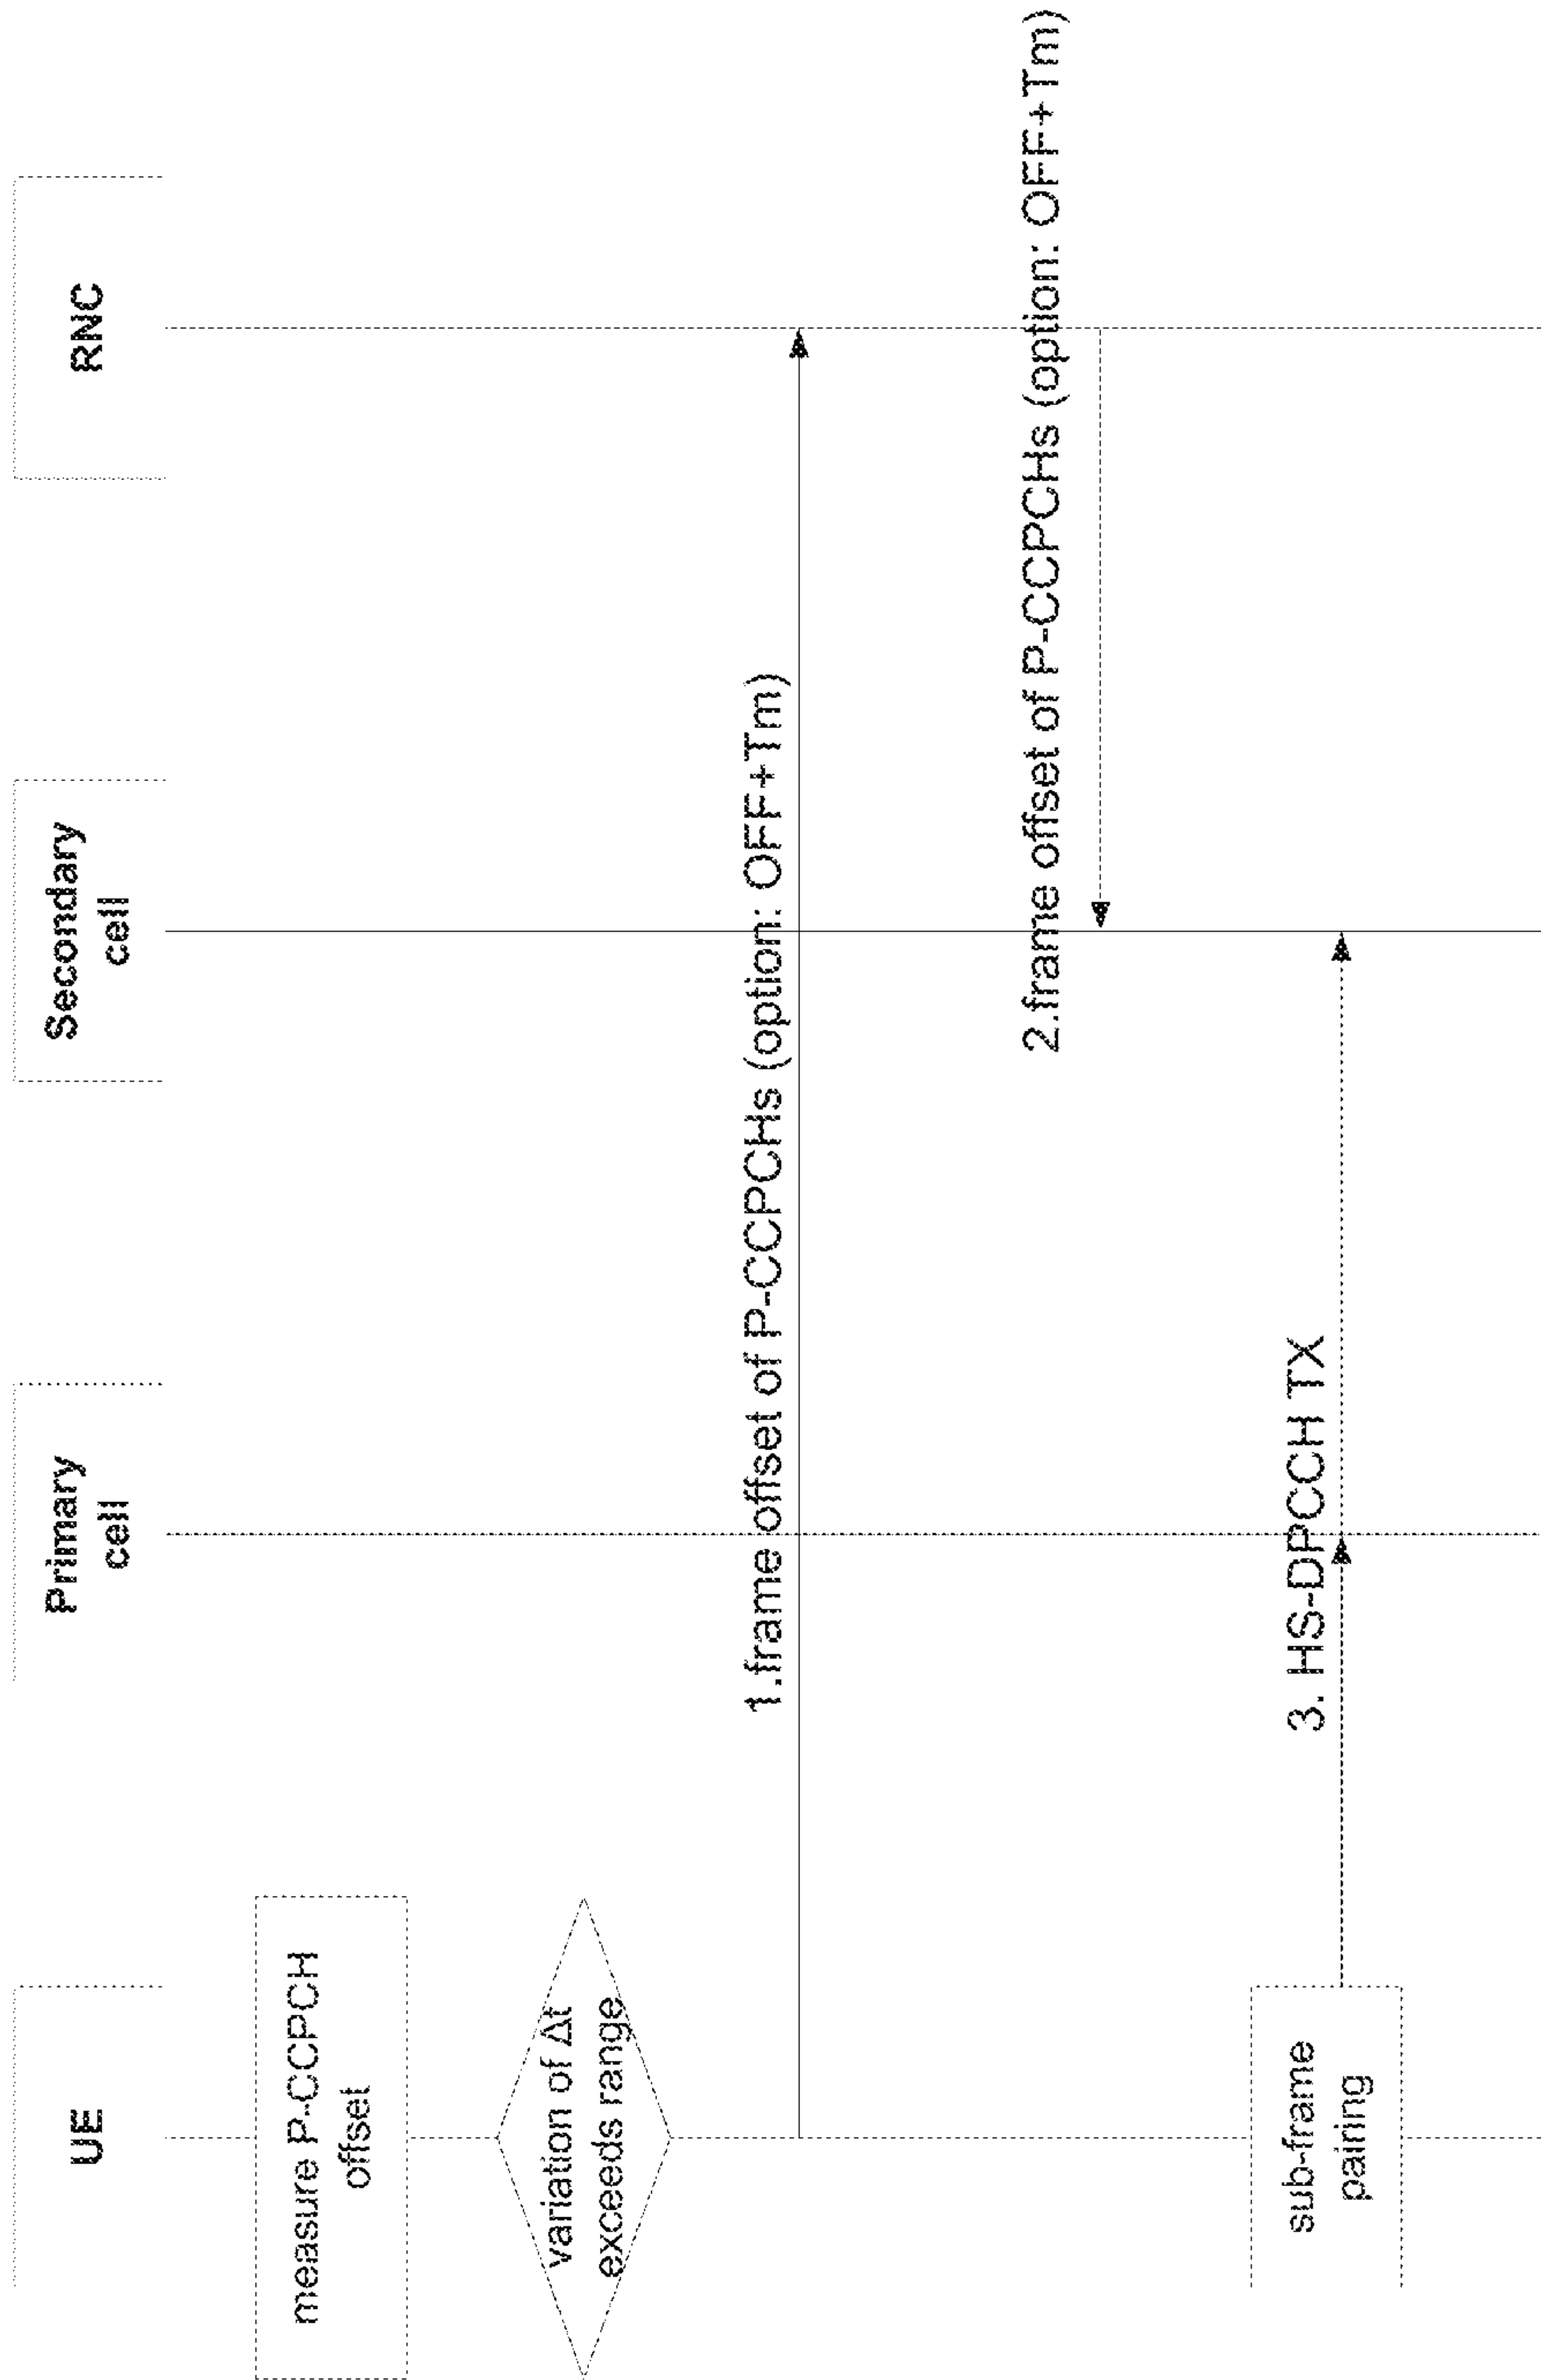 UE
Primary
cell
Secondary
cell
RNC
measure P-CCPCH
offset
variation of Δt
exceeds range
1.frame offset of P-CCPCHs (option: OFF+Tm)
2.frame offset of P-CCPCHs (option: OFF+Tm)
sub-frame
pairing
3. HS-DPCCH TX